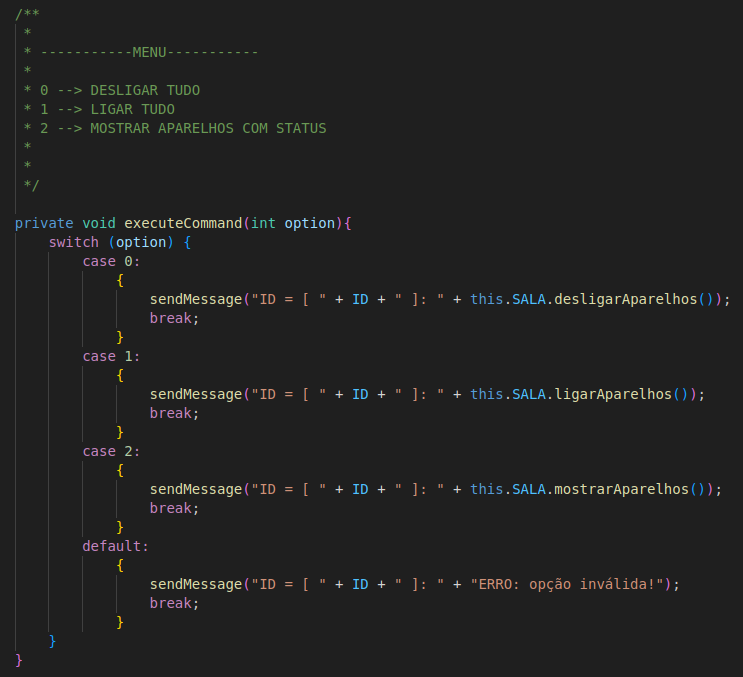 /**
 *
 * -----------MENU-----------
 *
 * 0 --> DESLIGAR TUDO
 * 1 --> LIGAR TUDO
 * 2 --> MOSTRAR APARELHOS COM STATUS
 *
 *
 */
private void executeCommand(int option){
    switch (option) {
        case 0:
            {
                sendMessage("ID = [ " + ID + " ]: " + this.SALA.desligarAparelhos());
                break;
            }
        case 1:
            {
                sendMessage("ID = [ " + ID + " ]: " + this.SALA.ligarAparelhos());
                break;
            }
        case 2:
            {
                sendMessage("ID = [ " + ID + " ]: " + this.SALA.mostrarAparelhos());
                break;
            }
        default:
            {
                sendMessage("ID = [ " + ID + " ]: " + "ERRO: opção inválida!");
                break;
            }
    }
}